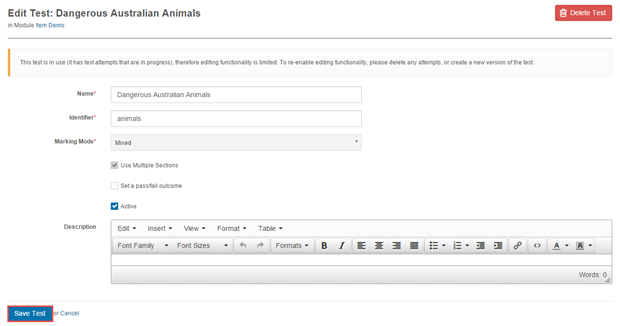 Edit Test: Dangerous Australian Animals
Delete Test
in Module Item Demo
This test is in use (it has test attempts that are in progress), therefore editing functionality is limited. To re-enable editing functionality, please delete any attempts, or create a new version of the test.
Name* Dangerous Australian Animals
Identifier* animals
Marking Mode* Mixed
Use Multiple Sections
Set a pass/fail outcome
Active
Description
Edit Insert View Format Table
Font Family Font Sizes Formats B I A A
Words: 0
Save Test or Cancel